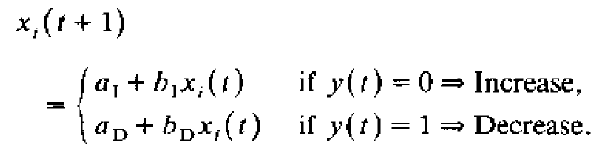 x_i(t + 1)
= { a_I + b_I x_i(t)    if y(t) = 0 ⇒ Increase,
a_D + b_D x_i(t)    if y(t) = 1 ⇒ Decrease.